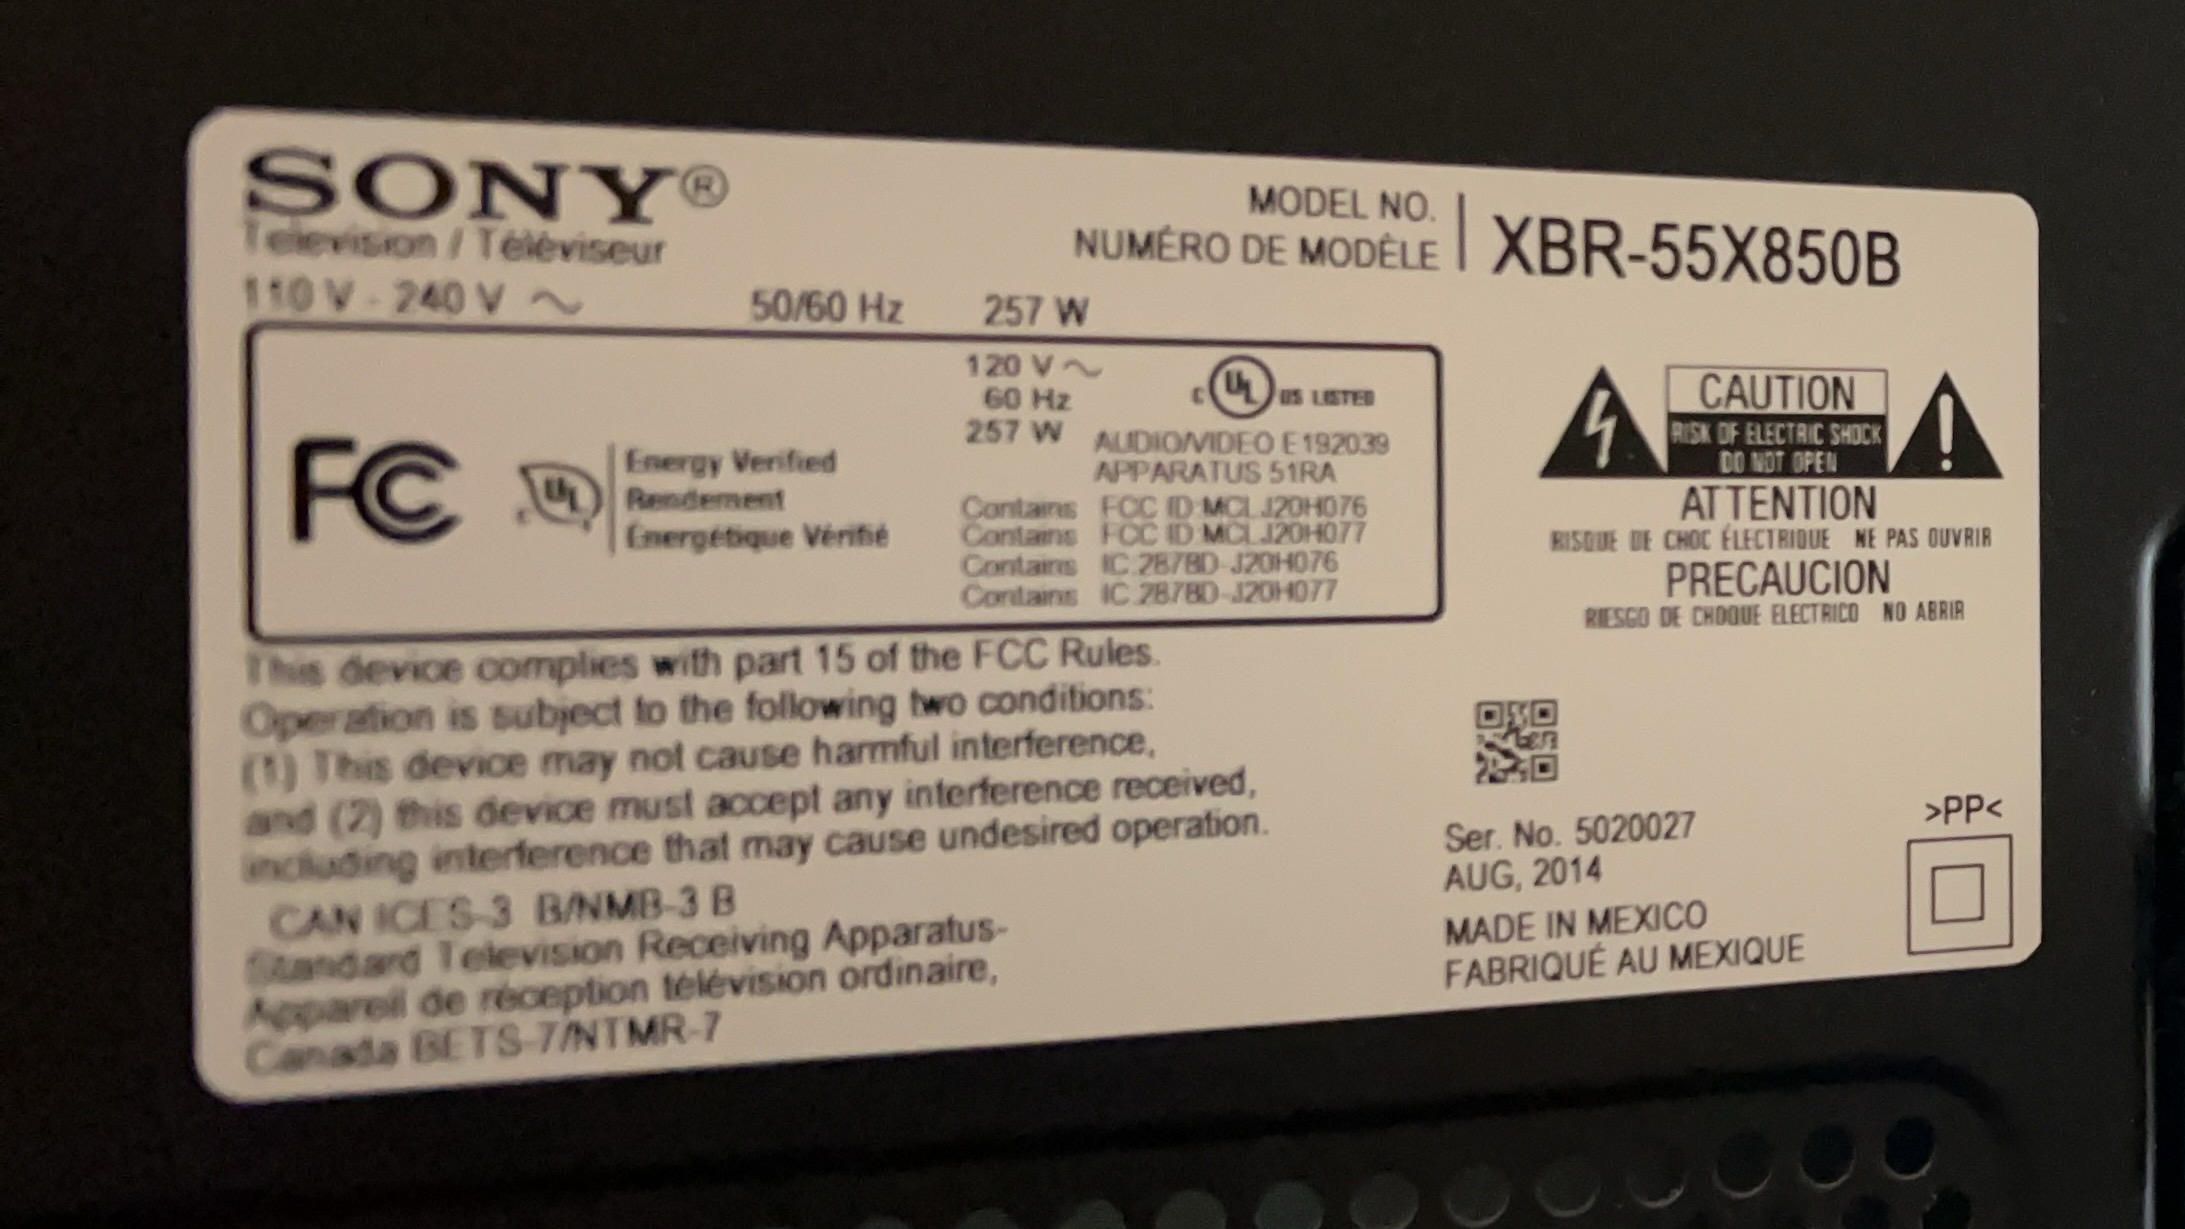 SONY®
Television / Téléviseur
110 V - 240 V ~ 50/60 Hz 257 W
MODEL NO.
NUMÉRO DE MODÈLE
XBR-55X850B
FC
UL
Energy Verified
Rendement
Énergétique Vérifié
120 V ~
60 Hz
257 W
C UL US LISTED
AUDIO/VIDEO E192039
APPARATUS 51RA
Contains FCC ID:MCLJ20H076
Contains FCC ID:MCLJ20H077
Contains IC:2878D-J20H076
Contains IC:2878D-J20H077
CAUTION
RISK OF ELECTRIC SHOCK
DO NOT OPEN
ATTENTION
RISQUE DE CHOC ÉLECTRIQUE NE PAS OUVRIR
PRECAUCION
RIESGO DE CHOQUE ELECTRICO NO ABRIR
This device complies with part 15 of the FCC Rules.
Operation is subject to the following two conditions:
(1) This device may not cause harmful interference,
and (2) this device must accept any interference received,
including interference that may cause undesired operation.
CAN ICES-3 B/NMB-3 B
Standard Television Receiving Apparatus-
Appareil de réception télévision ordinaire,
Canada BETS-7/NTMR-7
Ser. No. 5020027
AUG, 2014
MADE IN MEXICO
FABRIQUÉ AU MEXIQUE
>PP<